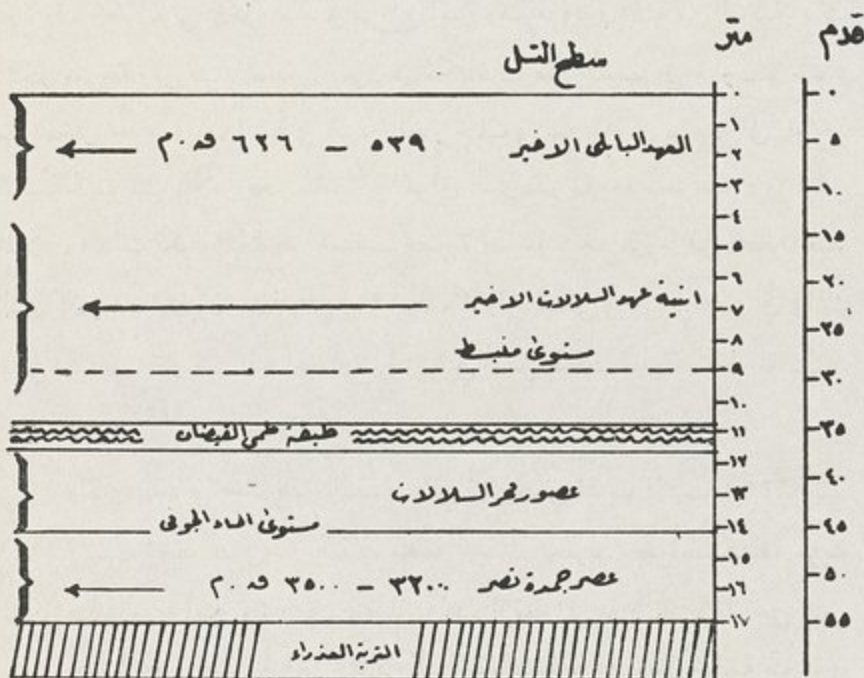 قدم
متر
سطح التل
٠ ٠
١
٢ ٥
٣ ١٠
٤
٥ ١٥
٦ ٢٠
٧ ٢٥
٨
٩ ٣٠
١٠
١١ ٣٥
١٢ ٤٠
١٣
١٤ ٤٥
١٥
١٦ ٥٠
١٧ ٥٥
العهد البابلي الاخير ٥٣٩ – ٦٢٦ ق.م
ابنية عهد السلالات الاخير
مستوى منبسط
طبقة طمي الفيضان
عصور فجر السلالات
مستوى الماء الجوفي
عصر جمدة نصر ٣٢٠٠ – ٣٥٠٠ ق.م
التربة العذراء